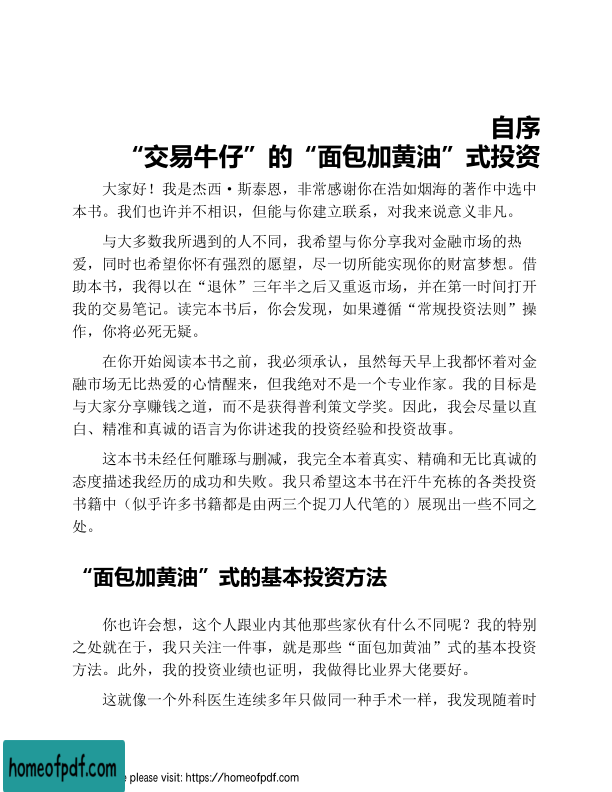 自序
“交易牛仔”的“面包加黄油”式投资
大家好！我是杰西·斯泰恩，非常感谢你在浩如烟海的著作中选中
本书。我们也许并不相识，但能与你建立联系，对我来说意义非凡。
与大多数我所遇到的人不同，我希望与你分享我对金融市场的热
爱，同时也希望你怀有强烈的愿望，尽一切所能实现你的财富梦想。借
助本书，我得以在“退休”三年半之后又重返市场，并在第一时间打开
我的交易笔记。读完本书后，你会发现，如果遵循“常规投资法则”操
作，你将必死无疑。
在你开始阅读本书之前，我必须承认，虽然每天早上我都怀着对金
融市场无比热爱的心情醒来，但我绝对不是一个专业作家。我的目标是
与大家分享赚钱之道，而不是获得普利策文学奖。因此，我会尽量以直
白、精准和真诚的语言为你讲述我的投资经验和投资故事。
这本书未经任何雕琢与删减，我完全本着真实、精确和无比真诚的
态度描述我经历的成功和失败。我只希望这本书在汗牛充栋的各类投资
书籍中（似乎许多书籍都是由两三个捉刀人代笔的）展现出一些不同之
处。
“面包加黄油”式的基本投资方法
你也许会想，这个人跟业内其他那些家伙有什么不同呢？我的特别
之处就在于，我只关注一件事，就是那些“面包加黄油”式的基本投资
方法。此外，我的投资业绩也证明，我做得比业界大佬要好。
这就像一个外科医生连续多年只做同一种手术一样，我发现随着时
homeofpdf.com
e please visit: https://homeofpdf.com